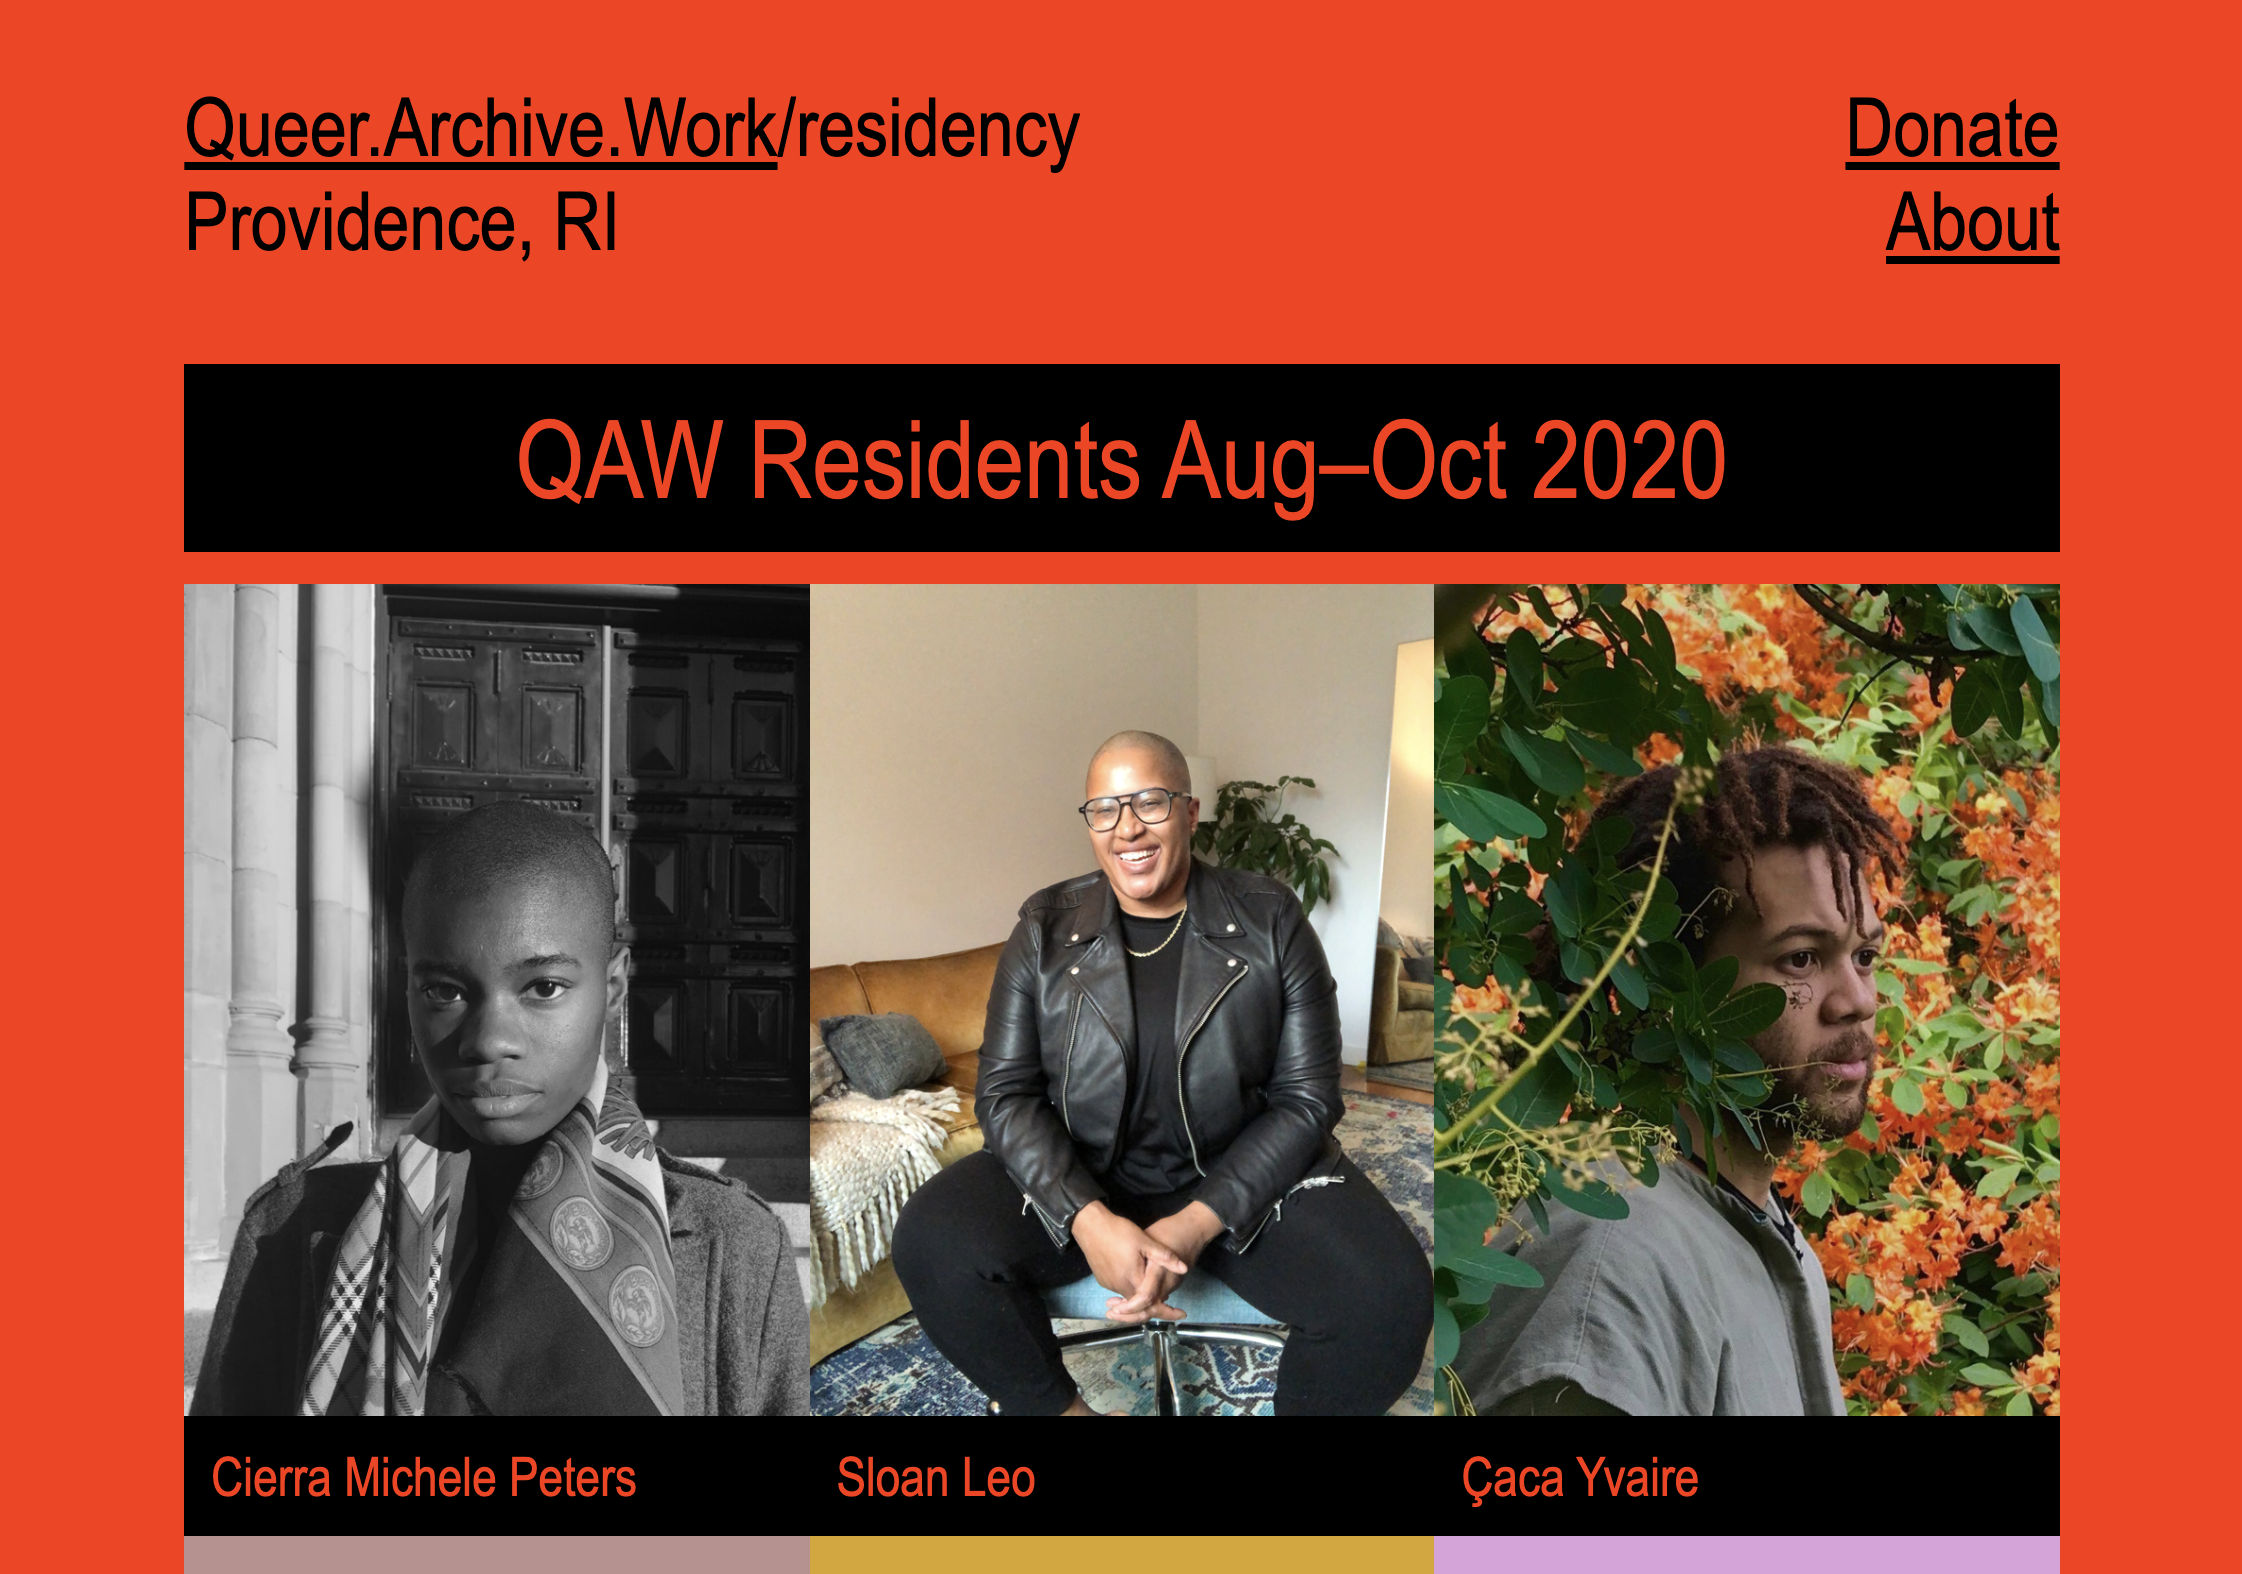 Queer.Archive.Work/residency
Providence, RI
Donate
About
QAW Residents Aug–Oct 2020
Cierra Michele Peters
Sloan Leo
Çaca Yvaire